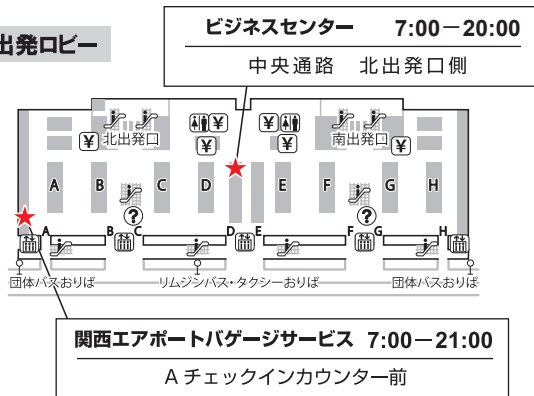 出発ロビー
ビジネスセンター 7:00－20:00
中央通路 北出発口側
¥ ¥ ¥
¥ 北出発口 ¥ ¥ 南出発口 ¥
A B C D E F G H
? ?
A B C D E F G H
団体バスおりば リムジンバス・タクシーおりば 団体バスおりば
関西エアポートバゲージサービス 7:00－21:00
A チェックインカウンター前